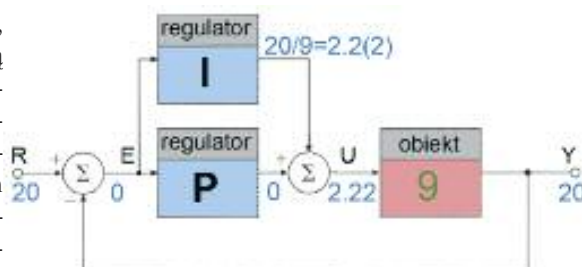 regulator
20/9=2.2(2)
I
regulator
obiekt
R
+
Σ
E
P
+
Σ
U
9
Y
20
−
0
0
2.22
20